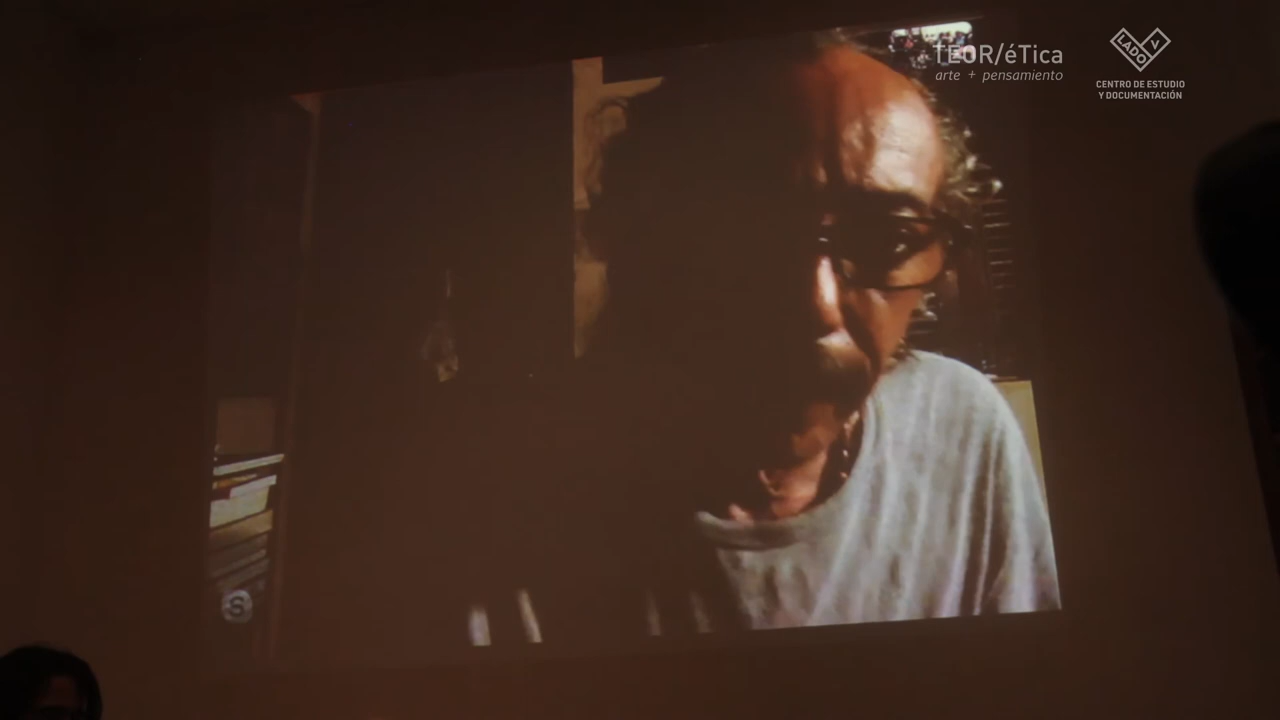 TEOR/éTica
arte + pensamiento
LADO V
CENTRO DE ESTUDIO
Y DOCUMENTACIÓN
S